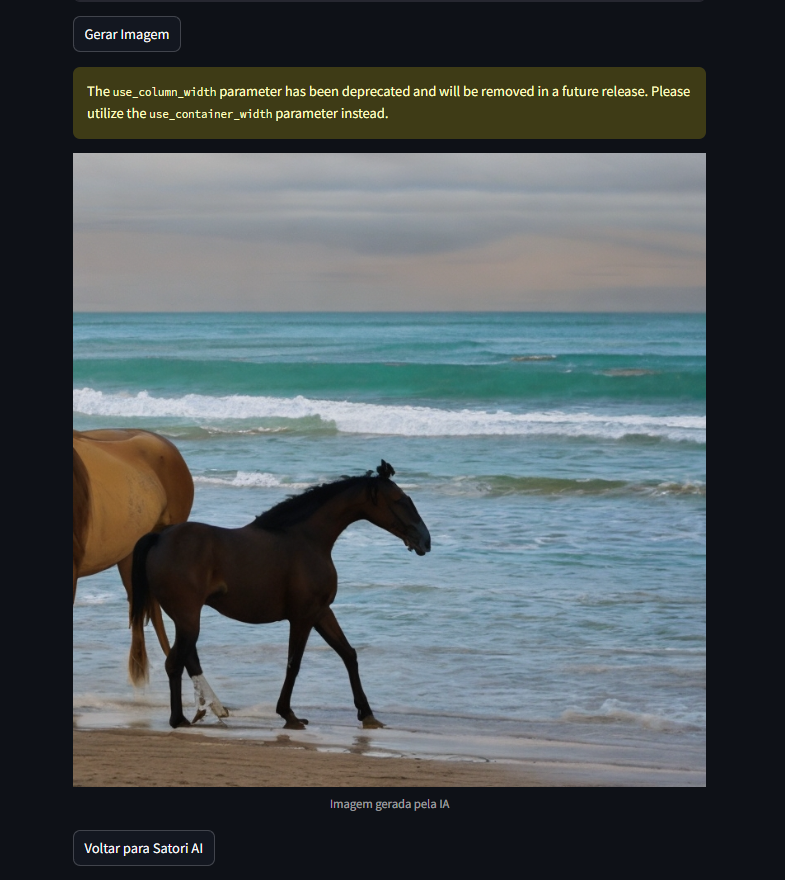 Gerar Imagem
The use_column_width parameter has been deprecated and will be removed in a future release. Please
utilize the use_container_width parameter instead.
Imagem gerada pela IA
Voltar para Satori AI